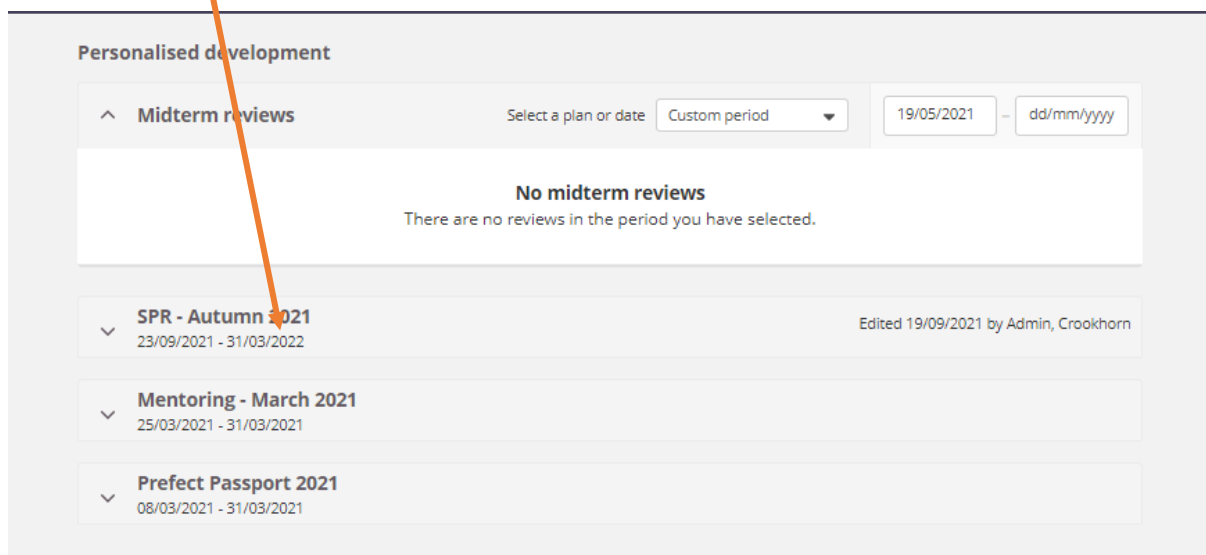 Personalised development
Midterm reviews Select a plan or date Custom period 19/05/2021 – dd/mm/yyyy
No midterm reviews
There are no reviews in the period you have selected.
SPR - Autumn 2021
23/09/2021 - 31/03/2022
Edited 19/09/2021 by Admin, Crookhorn
Mentoring - March 2021
25/03/2021 - 31/03/2021
Prefect Passport 2021
08/03/2021 - 31/03/2021